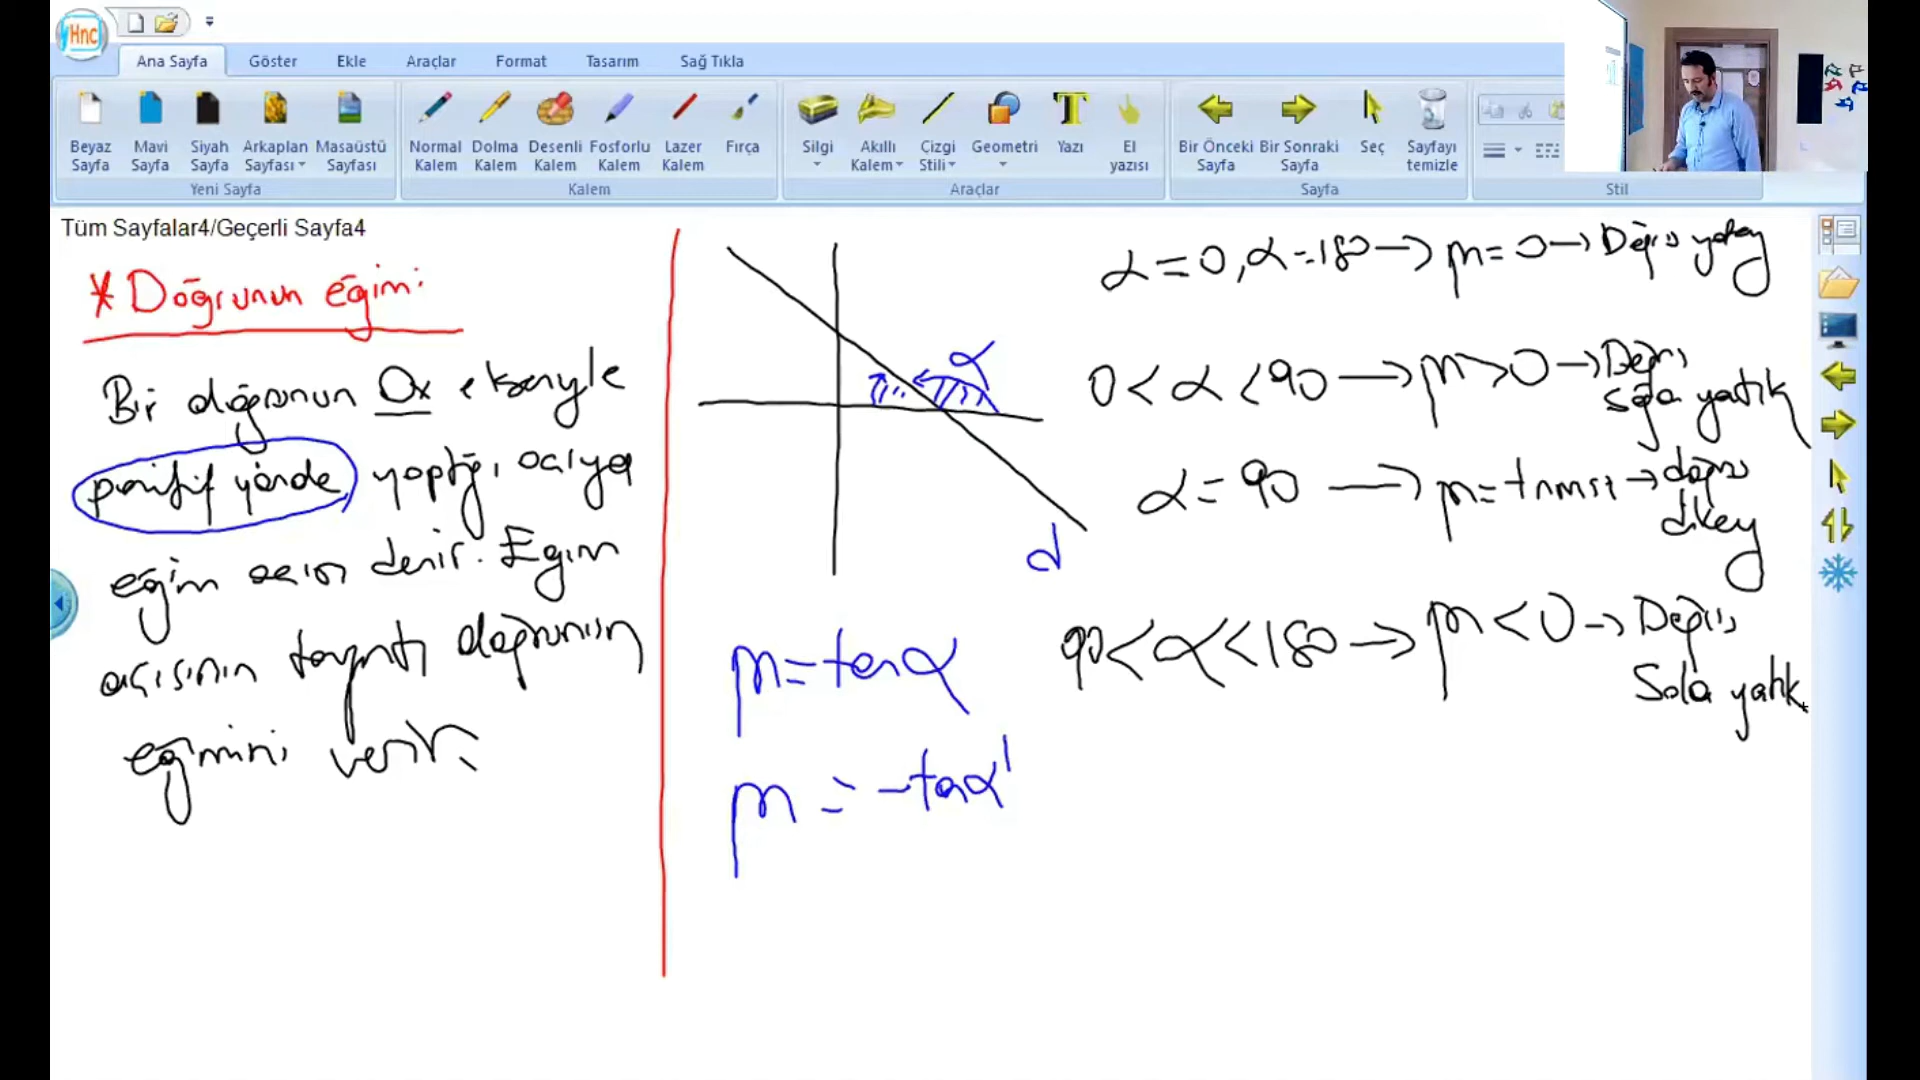 Hnc
Ana Sayfa Göster Ekle Araçlar Format Tasarım Sağ Tıkla
Beyaz Sayfa
Mavi Sayfa
Siyah Sayfa
Arkaplan Sayfası
Masaüstü Sayfası
Normal Kalem
Dolma Kalem
Desenli Kalem
Fosforlu Kalem
Lazer Kalem
Fırça
Silgi
Akıllı Kalem
Çizgi Stili
Geometri
Yazı
El yazısı
Bir Önceki Sayfa
Bir Sonraki Sayfa
Seç
Sayfayı temizle
Yeni Sayfa Kalem Araçlar Sayfa Stil
Tüm Sayfalar4/Geçerli Sayfa4
* Doğrunun eğimi
Bir doğrunun Ox ekseniyle
pozitif yönde yaptığı açıya
eğim açısı denir. Eğim
açısının tanjantı doğrunun
eğimini verir.
α
d
m = tanα
m = -tanα'
α = 0, α = 180 → m = 0 → Doğru yatay
0 < α < 90 → m > 0 → Doğru
sağa yatık
α = 90 → m = tnmsz → doğru
dikey
90 < α < 180 → m < 0 → Doğru
Sola yatık